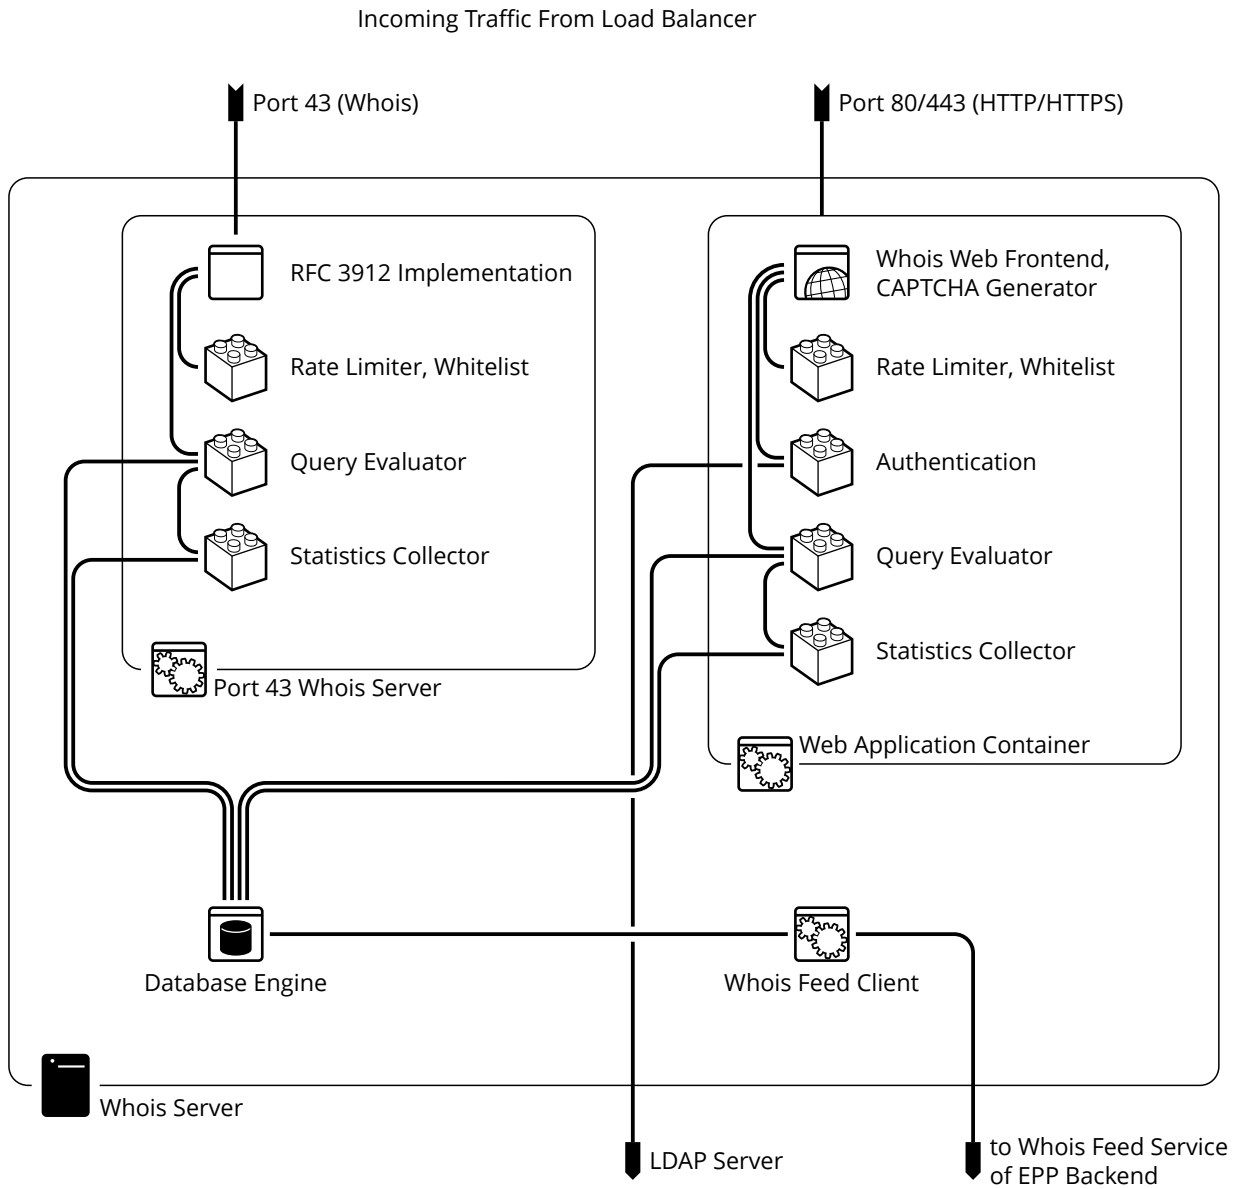 Incoming Traffic From Load Balancer
Port 43 (Whois)
Port 80/443 (HTTP/HTTPS)
RFC 3912 Implementation
Rate Limiter, Whitelist
Query Evaluator
Statistics Collector
Port 43 Whois Server
Whois Web Frontend,
CAPTCHA Generator
Rate Limiter, Whitelist
Authentication
Query Evaluator
Statistics Collector
Web Application Container
Database Engine
Whois Feed Client
Whois Server
LDAP Server
to Whois Feed Service
of EPP Backend